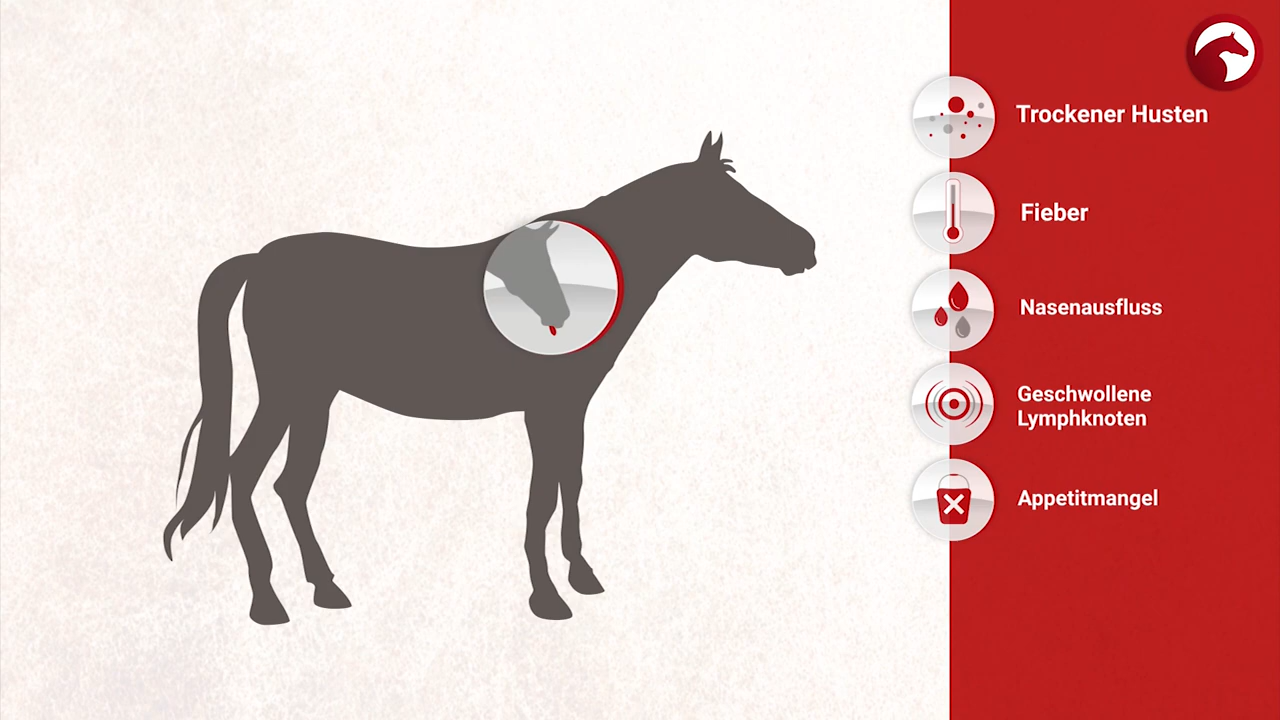 Trockener Husten
Fieber
Nasenausfluss
Geschwollene
Lymphknoten
Appetitmangel